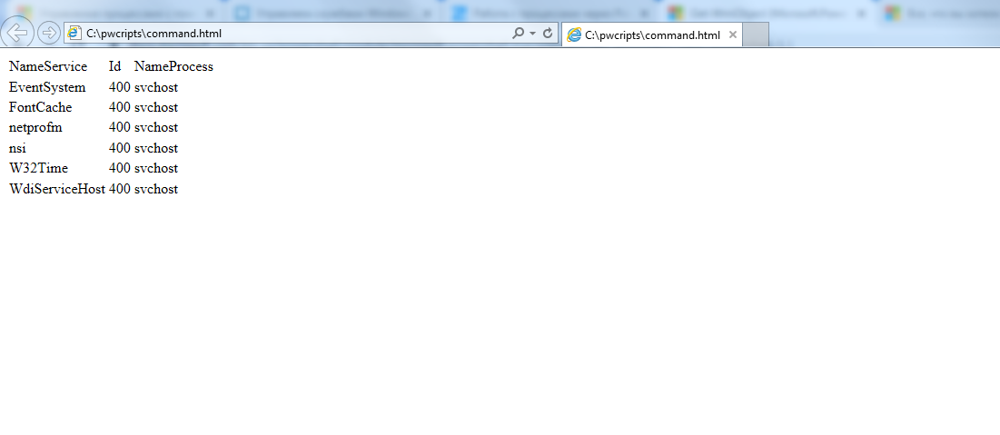 C:\pwcripts\command.html
C:\pwcripts\command.html
NameService Id NameProcess
EventSystem 400 svchost
FontCache 400 svchost
netprofm 400 svchost
nsi 400 svchost
W32Time 400 svchost
WdiServiceHost 400 svchost